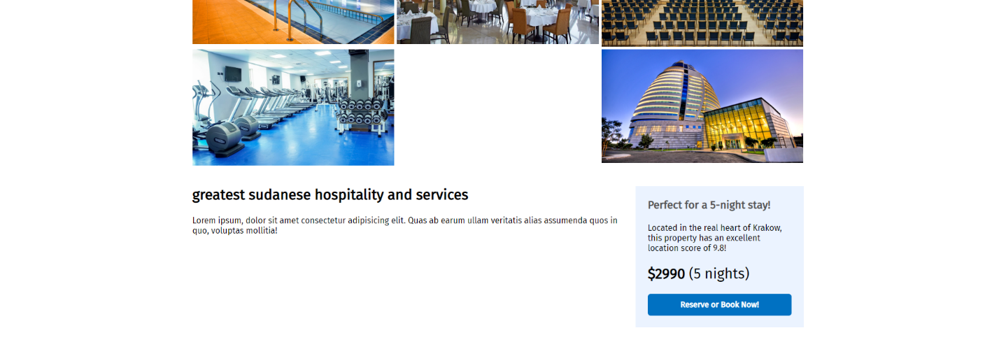 greatest sudanese hospitality and services
Lorem ipsum, dolor sit amet consectetur adipisicing elit. Quas ab earum ullam veritatis alias assumenda quos in
quo, voluptas mollitia!
Perfect for a 5-night stay!
Located in the real heart of Krakow,
this property has an excellent
location score of 9.8!
$2990 (5 nights)
Reserve or Book Now!